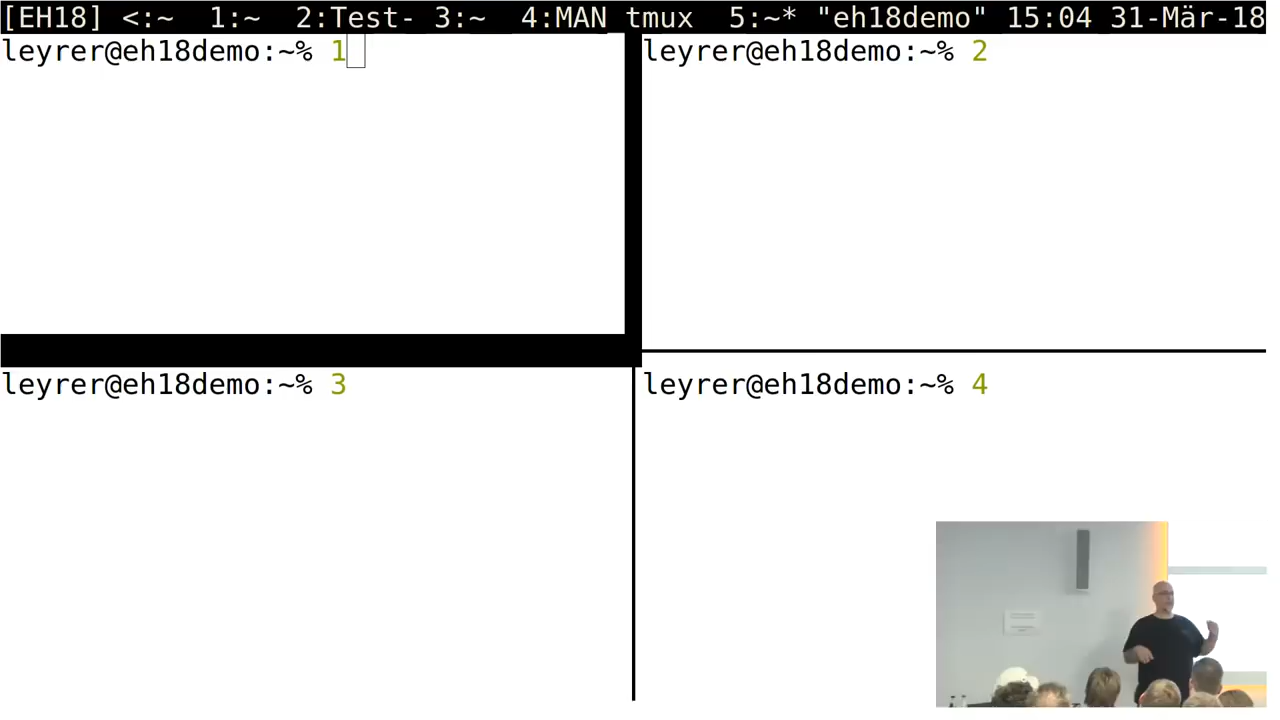 [EH18] <:~  1:~  2:Test- 3:~  4:MAN tmux  5:~* "eh18demo" 15:04 31-Mär-18
leyrer@eh18demo:~% 1
leyrer@eh18demo:~% 2
leyrer@eh18demo:~% 3
leyrer@eh18demo:~% 4